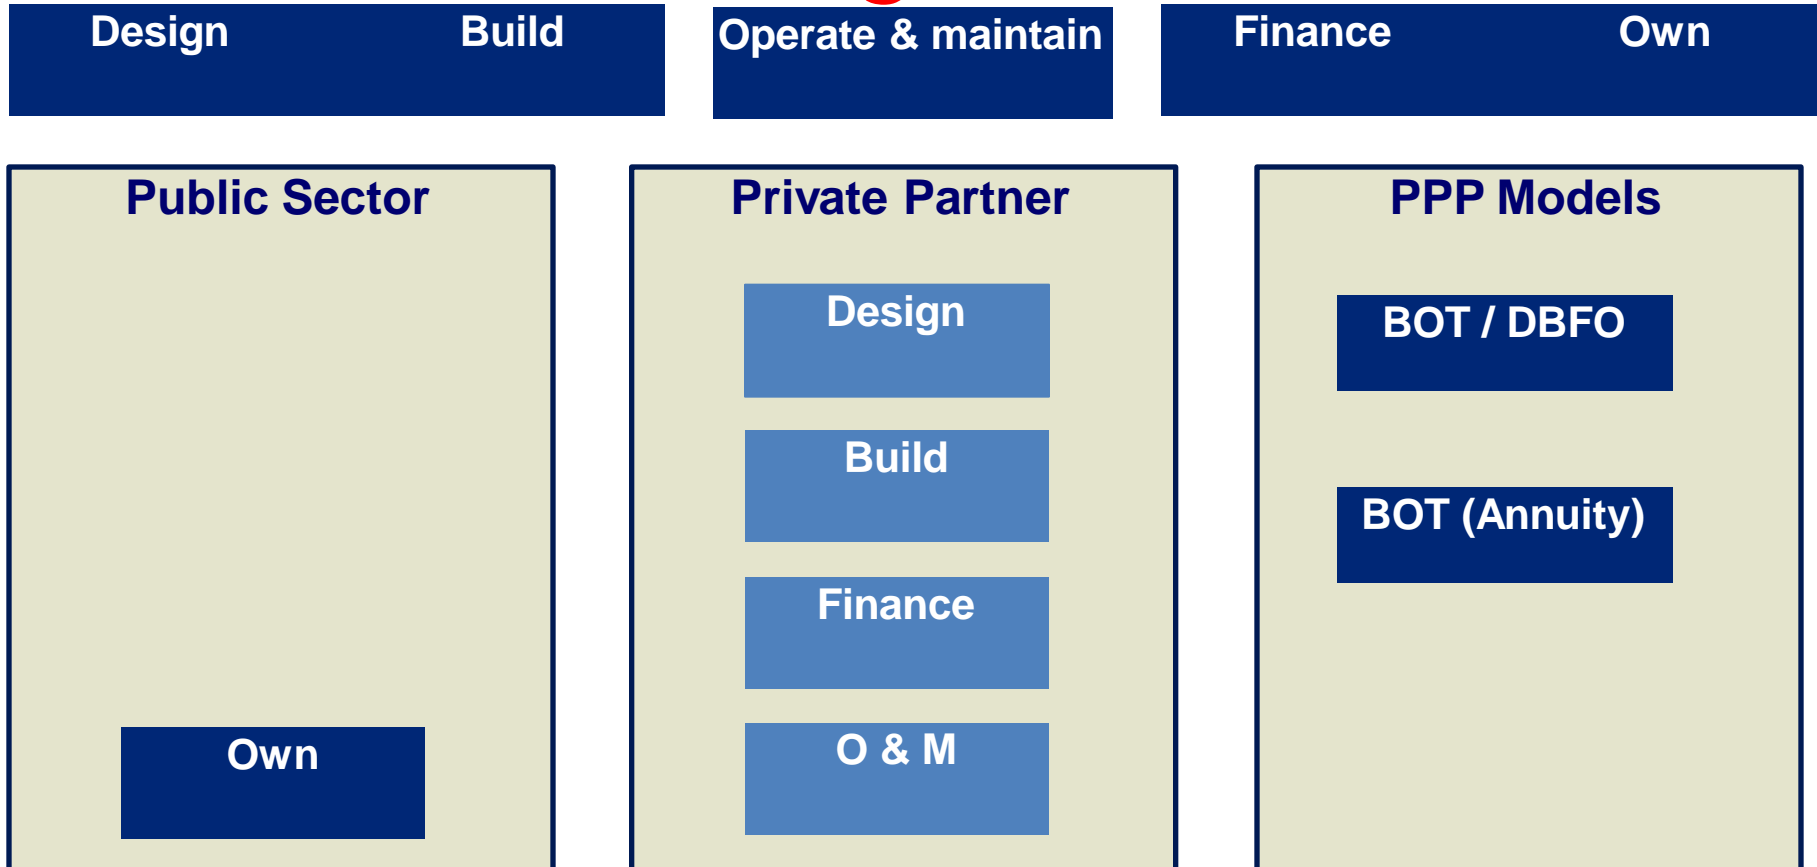 Design Build Operate & maintain Finance Own
Public Sector
Own
Private Partner
Design
Build
Finance
O & M
PPP Models
BOT / DBFO
BOT (Annuity)